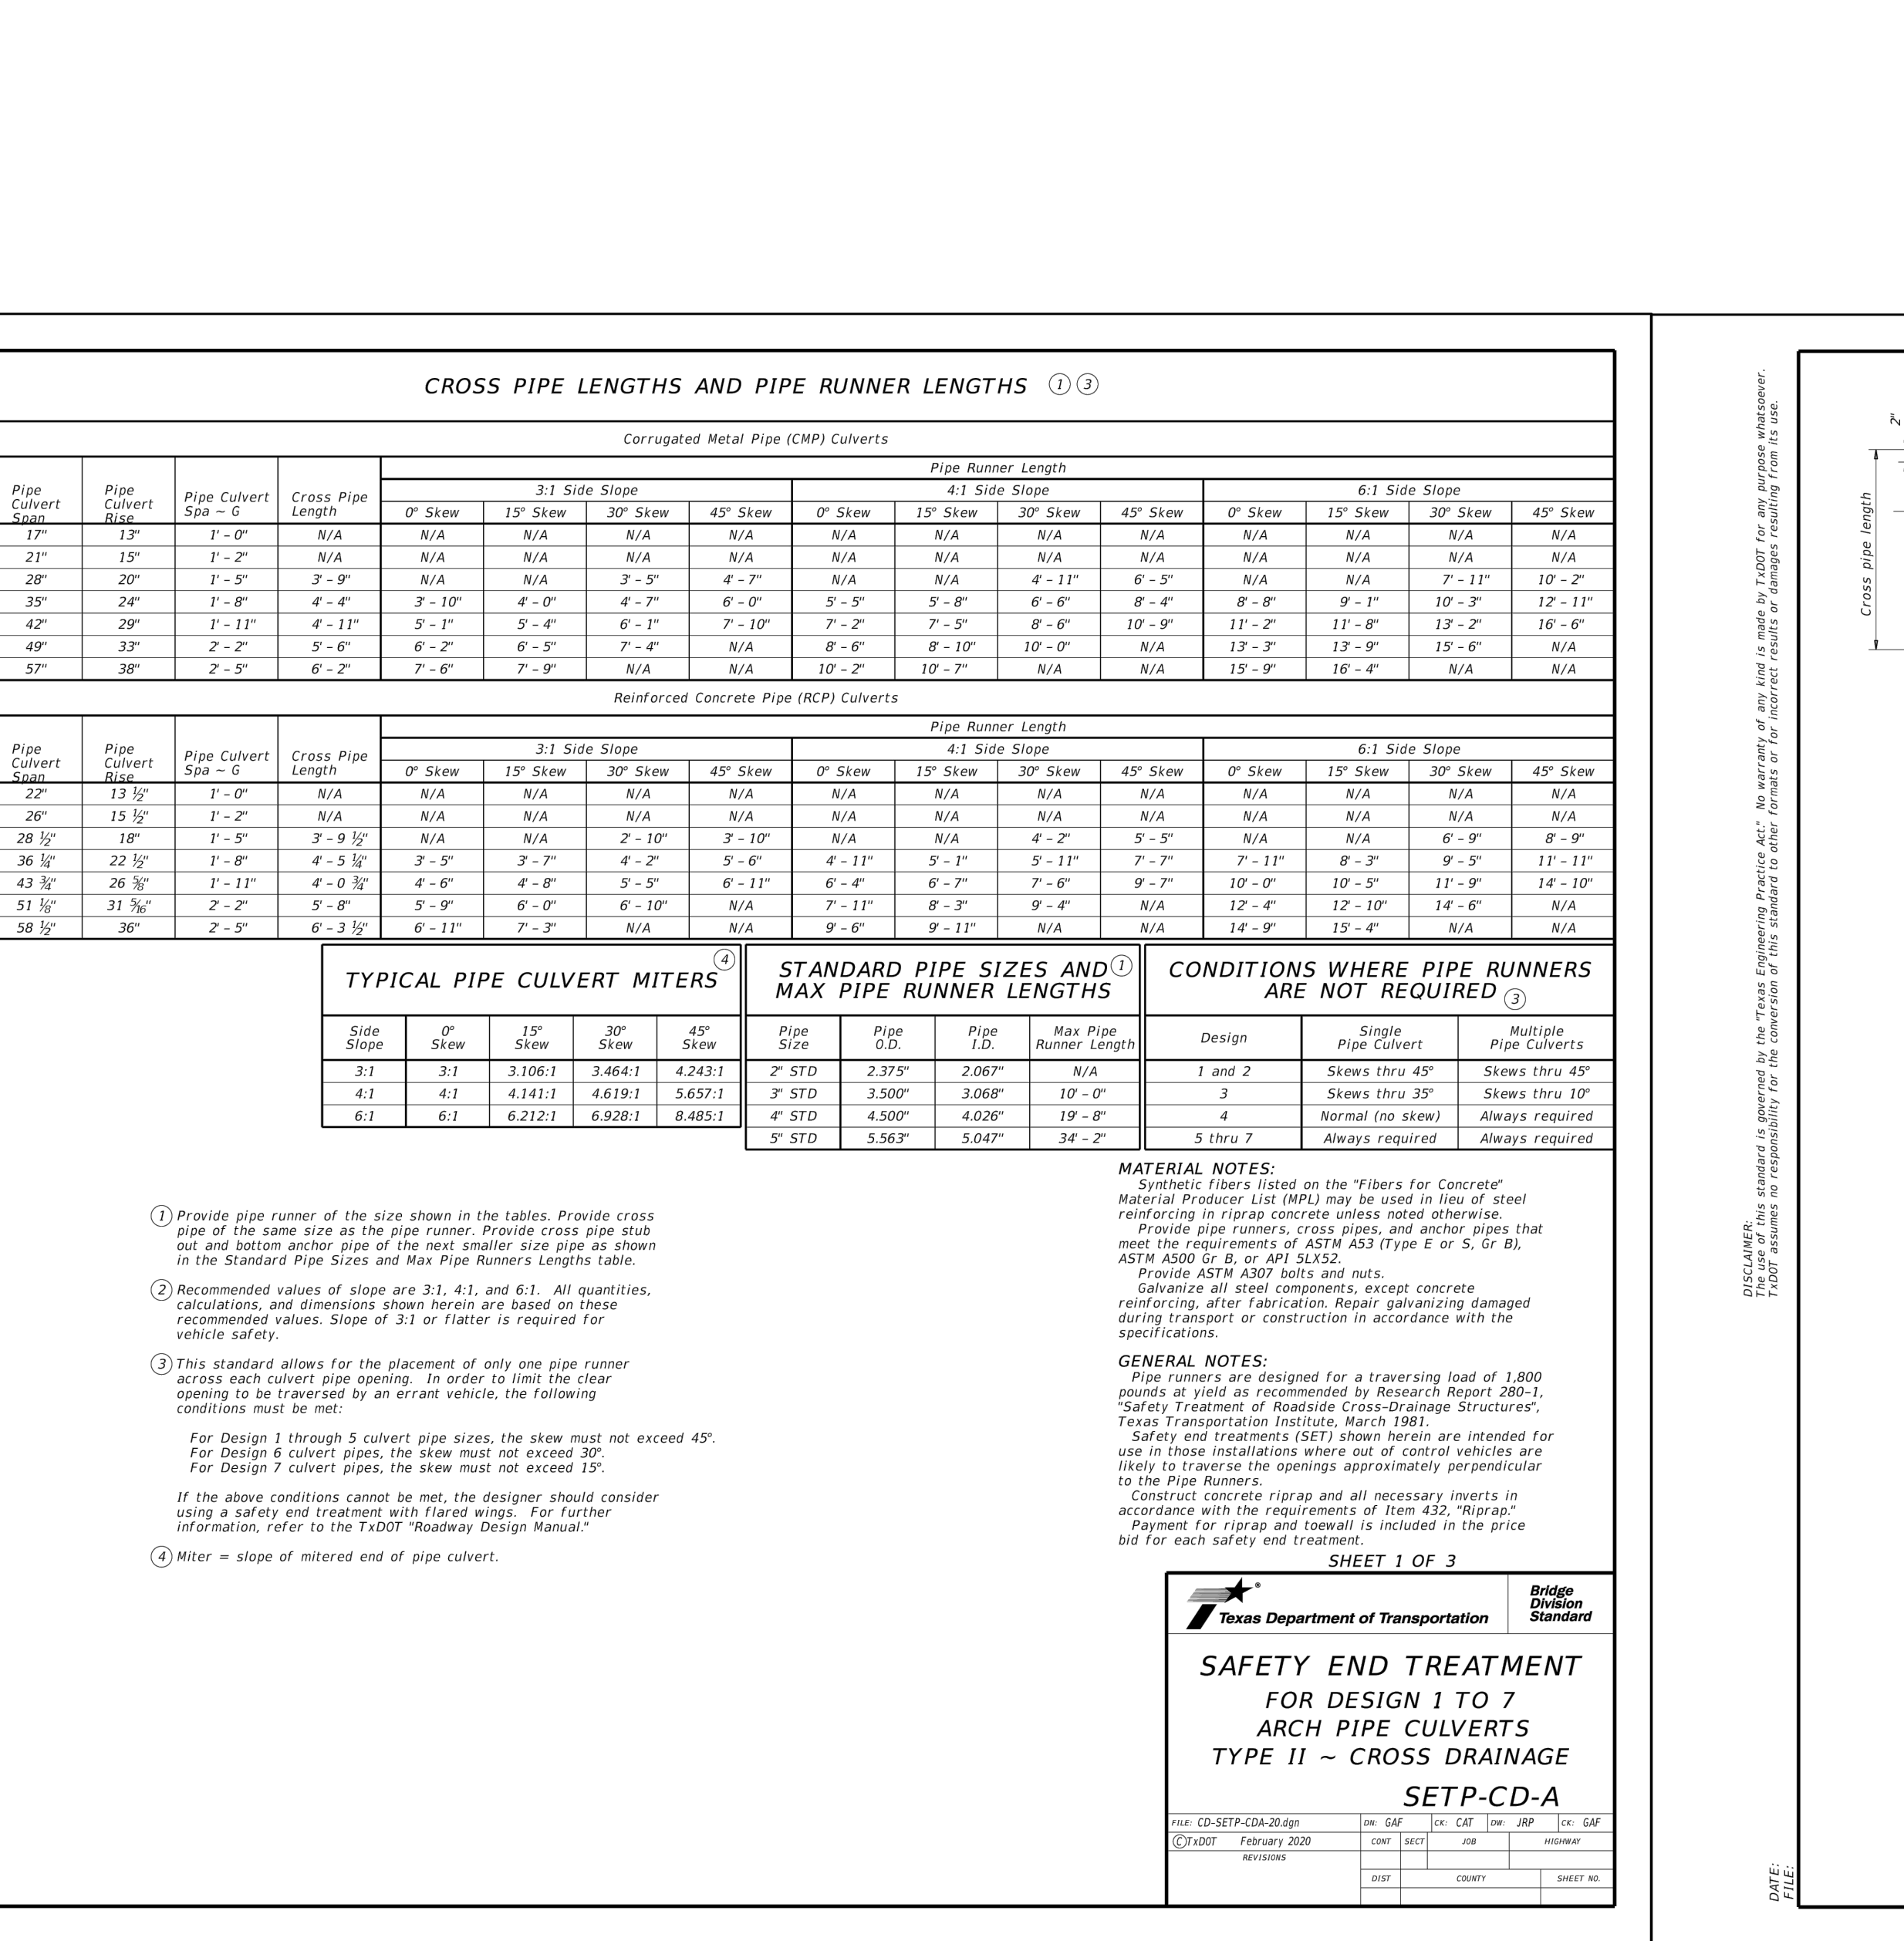 CROSS PIPE LENGTHS AND PIPE RUNNER LENGTHS ① ③
Corrugated Metal Pipe (CMP) Culverts
Pipe Culvert Span | Pipe Culvert Rise | Pipe Culvert Spa ~ G | Cross Pipe Length | Pipe Runner Length
3:1 Side Slope | 4:1 Side Slope | 6:1 Side Slope
0° Skew | 15° Skew | 30° Skew | 45° Skew | 0° Skew | 15° Skew | 30° Skew | 45° Skew | 0° Skew | 15° Skew | 30° Skew | 45° Skew
17" | 13" | 1' – 0" | N/A | N/A | N/A | N/A | N/A | N/A | N/A | N/A | N/A | N/A | N/A | N/A | N/A
21" | 15" | 1' – 2" | N/A | N/A | N/A | N/A | N/A | N/A | N/A | N/A | N/A | N/A | N/A | N/A | N/A
28" | 20" | 1' – 5" | 3' – 9" | N/A | N/A | 3' – 5" | 4' – 7" | N/A | N/A | 4' – 11" | 6' – 5" | N/A | N/A | 7' – 11" | 10' – 2"
35" | 24" | 1' – 8" | 4' – 4" | 3' – 10" | 4' – 0" | 4' – 7" | 6' – 0" | 5' – 5" | 5' – 8" | 6' – 6" | 8' – 4" | 8' – 8" | 9' – 1" | 10' – 3" | 12' – 11"
42" | 29" | 1' – 11" | 4' – 11" | 5' – 1" | 5' – 4" | 6' – 1" | 7' – 10" | 7' – 2" | 7' – 5" | 8' – 6" | 10' – 9" | 11' – 2" | 11' – 8" | 13' – 2" | 16' – 6"
49" | 33" | 2' – 2" | 5' – 6" | 6' – 2" | 6' – 5" | 7' – 4" | N/A | 8' – 6" | 8' – 10" | 10' – 0" | N/A | 13' – 3" | 13' – 9" | 15' – 6" | N/A
57" | 38" | 2' – 5" | 6' – 2" | 7' – 6" | 7' – 9" | N/A | N/A | 10' – 2" | 10' – 7" | N/A | N/A | 15' – 9" | 16' – 4" | N/A | N/A
Reinforced Concrete Pipe (RCP) Culverts
Pipe Culvert Span | Pipe Culvert Rise | Pipe Culvert Spa ~ G | Cross Pipe Length | Pipe Runner Length
3:1 Side Slope | 4:1 Side Slope | 6:1 Side Slope
0° Skew | 15° Skew | 30° Skew | 45° Skew | 0° Skew | 15° Skew | 30° Skew | 45° Skew | 0° Skew | 15° Skew | 30° Skew | 45° Skew
22" | 13 ½" | 1' – 0" | N/A | N/A | N/A | N/A | N/A | N/A | N/A | N/A | N/A | N/A | N/A | N/A | N/A
26" | 15 ½" | 1' – 2" | N/A | N/A | N/A | N/A | N/A | N/A | N/A | N/A | N/A | N/A | N/A | N/A | N/A
28 ½" | 18" | 1' – 5" | 3' – 9 ½" | N/A | N/A | 2' – 10" | 3' – 10" | N/A | N/A | 4' – 2" | 5' – 5" | N/A | N/A | 6' – 9" | 8' – 9"
36 ¼" | 22 ½" | 1' – 8" | 4' – 5 ¼" | 3' – 5" | 3' – 7" | 4' – 2" | 5' – 6" | 4' – 11" | 5' – 1" | 5' – 11" | 7' – 7" | 7' – 11" | 8' – 3" | 9' – 5" | 11' – 11"
43 ¾" | 26 ⅝" | 1' – 11" | 4' – 0 ¾" | 4' – 6" | 4' – 8" | 5' – 5" | 6' – 11" | 6' – 4" | 6' – 7" | 7' – 6" | 9' – 7" | 10' – 0" | 10' – 5" | 11' – 9" | 14' – 10"
51 ⅛" | 31 5/16" | 2' – 2" | 5' – 8" | 5' – 9" | 6' – 0" | 6' – 10" | N/A | 7' – 11" | 8' – 3" | 9' – 4" | N/A | 12' – 4" | 12' – 10" | 14' – 6" | N/A
58 ½" | 36" | 2' – 5" | 6' – 3 ½" | 6' – 11" | 7' – 3" | N/A | N/A | 9' – 6" | 9' – 11" | N/A | N/A | 14' – 9" | 15' – 4" | N/A | N/A
TYPICAL PIPE CULVERT MITERS ④
Side Slope | 0° Skew | 15° Skew | 30° Skew | 45° Skew
3:1 | 3:1 | 3.106:1 | 3.464:1 | 4.243:1
4:1 | 4:1 | 4.141:1 | 4.619:1 | 5.657:1
6:1 | 6:1 | 6.212:1 | 6.928:1 | 8.485:1
STANDARD PIPE SIZES AND ①
MAX PIPE RUNNER LENGTHS
Pipe Size | Pipe O.D. | Pipe I.D. | Max Pipe Runner Length
2" STD | 2.375" | 2.067" | N/A
3" STD | 3.500" | 3.068" | 10' – 0"
4" STD | 4.500" | 4.026" | 19' – 8"
5" STD | 5.563" | 5.047" | 34' – 2"
CONDITIONS WHERE PIPE RUNNERS
ARE NOT REQUIRED ③
Design | Single Pipe Culvert | Multiple Pipe Culverts
1 and 2 | Skews thru 45° | Skews thru 45°
3 | Skews thru 35° | Skews thru 10°
4 | Normal (no skew) | Always required
5 thru 7 | Always required | Always required
① Provide pipe runner of the size shown in the tables. Provide cross
pipe of the same size as the pipe runner. Provide cross pipe stub
out and bottom anchor pipe of the next smaller size pipe as shown
in the Standard Pipe Sizes and Max Pipe Runners Lengths table.
② Recommended values of slope are 3:1, 4:1, and 6:1. All quantities,
calculations, and dimensions shown herein are based on these
recommended values. Slope of 3:1 or flatter is required for
vehicle safety.
③ This standard allows for the placement of only one pipe runner
across each culvert pipe opening. In order to limit the clear
opening to be traversed by an errant vehicle, the following
conditions must be met:
For Design 1 through 5 culvert pipe sizes, the skew must not exceed 45°.
For Design 6 culvert pipes, the skew must not exceed 30°.
For Design 7 culvert pipes, the skew must not exceed 15°.
If the above conditions cannot be met, the designer should consider
using a safety end treatment with flared wings. For further
information, refer to the TxDOT "Roadway Design Manual."
④ Miter = slope of mitered end of pipe culvert.
MATERIAL NOTES:
Synthetic fibers listed on the "Fibers for Concrete"
Material Producer List (MPL) may be used in lieu of steel
reinforcing in riprap concrete unless noted otherwise.
Provide pipe runners, cross pipes, and anchor pipes that
meet the requirements of ASTM A53 (Type E or S, Gr B),
ASTM A500 Gr B, or API 5LX52.
Provide ASTM A307 bolts and nuts.
Galvanize all steel components, except concrete
reinforcing, after fabrication. Repair galvanizing damaged
during transport or construction in accordance with the
specifications.
GENERAL NOTES:
Pipe runners are designed for a traversing load of 1,800
pounds at yield as recommended by Research Report 280–1,
"Safety Treatment of Roadside Cross–Drainage Structures",
Texas Transportation Institute, March 1981.
Safety end treatments (SET) shown herein are intended for
use in those installations where out of control vehicles are
likely to traverse the openings approximately perpendicular
to the Pipe Runners.
Construct concrete riprap and all necessary inverts in
accordance with the requirements of Item 432, "Riprap."
Payment for riprap and toewall is included in the price
bid for each safety end treatment.
SHEET 1 OF 3
® Texas Department of Transportation
Bridge
Division
Standard
SAFETY END TREATMENT
FOR DESIGN 1 TO 7
ARCH PIPE CULVERTS
TYPE II ~ CROSS DRAINAGE
SETP-CD-A
FILE: CD-SETP-CDA-20.dgn | DN: GAF | CK: CAT | DW: JRP | CK: GAF
©TxDOT February 2020 | CONT | SECT | JOB | HIGHWAY
REVISIONS
DIST | COUNTY | SHEET NO.
DISCLAIMER:
The use of this standard is governed by the "Texas Engineering Practice Act." No warranty of any kind is made by TxDOT for any purpose whatsoever.
TxDOT assumes no responsibility for the conversion of this standard to other formats or for incorrect results or damages resulting from its use.
DATE:
FILE:
Cross pipe length
2"